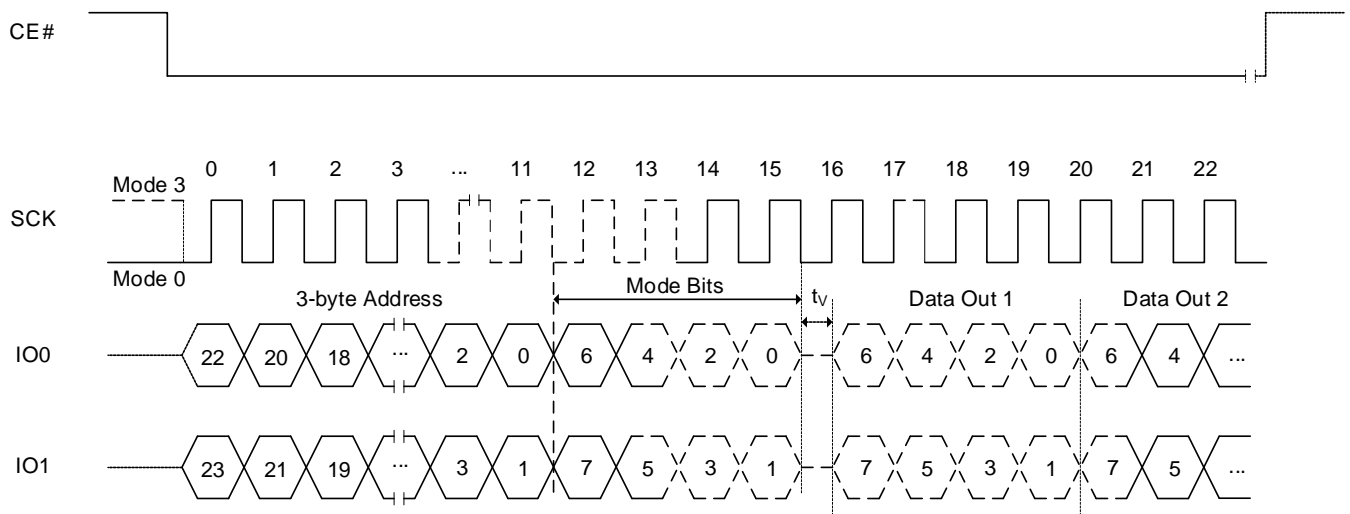 CE#
0 1 2 3 ... 11 12 13 14 15 16 17 18 19 20 21 22
Mode 3
SCK
Mode 0
3-byte Address Mode Bits tV Data Out 1 Data Out 2
IO0 22 20 18 ... 2 0 6 4 2 0 6 4 2 0 6 4 ...
IO1 23 21 19 ... 3 1 7 5 3 1 7 5 3 1 7 5 ...